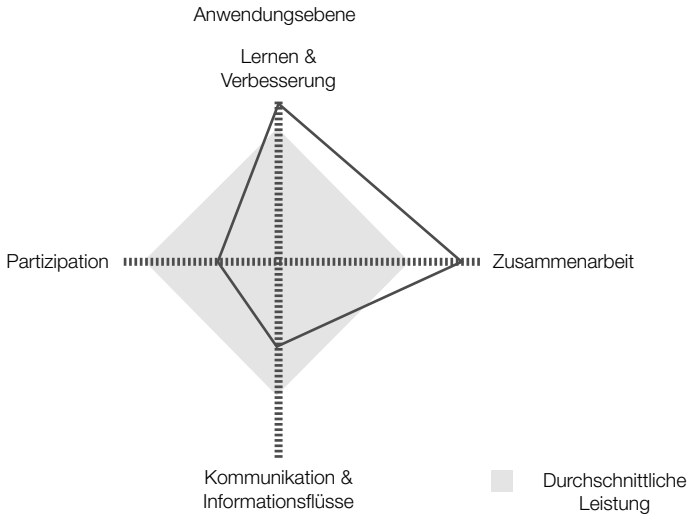 Anwendungsebene
Lernen &
Verbesserung
Partizipation
Zusammenarbeit
Kommunikation &
Informationsflüsse
Durchschnittliche
Leistung